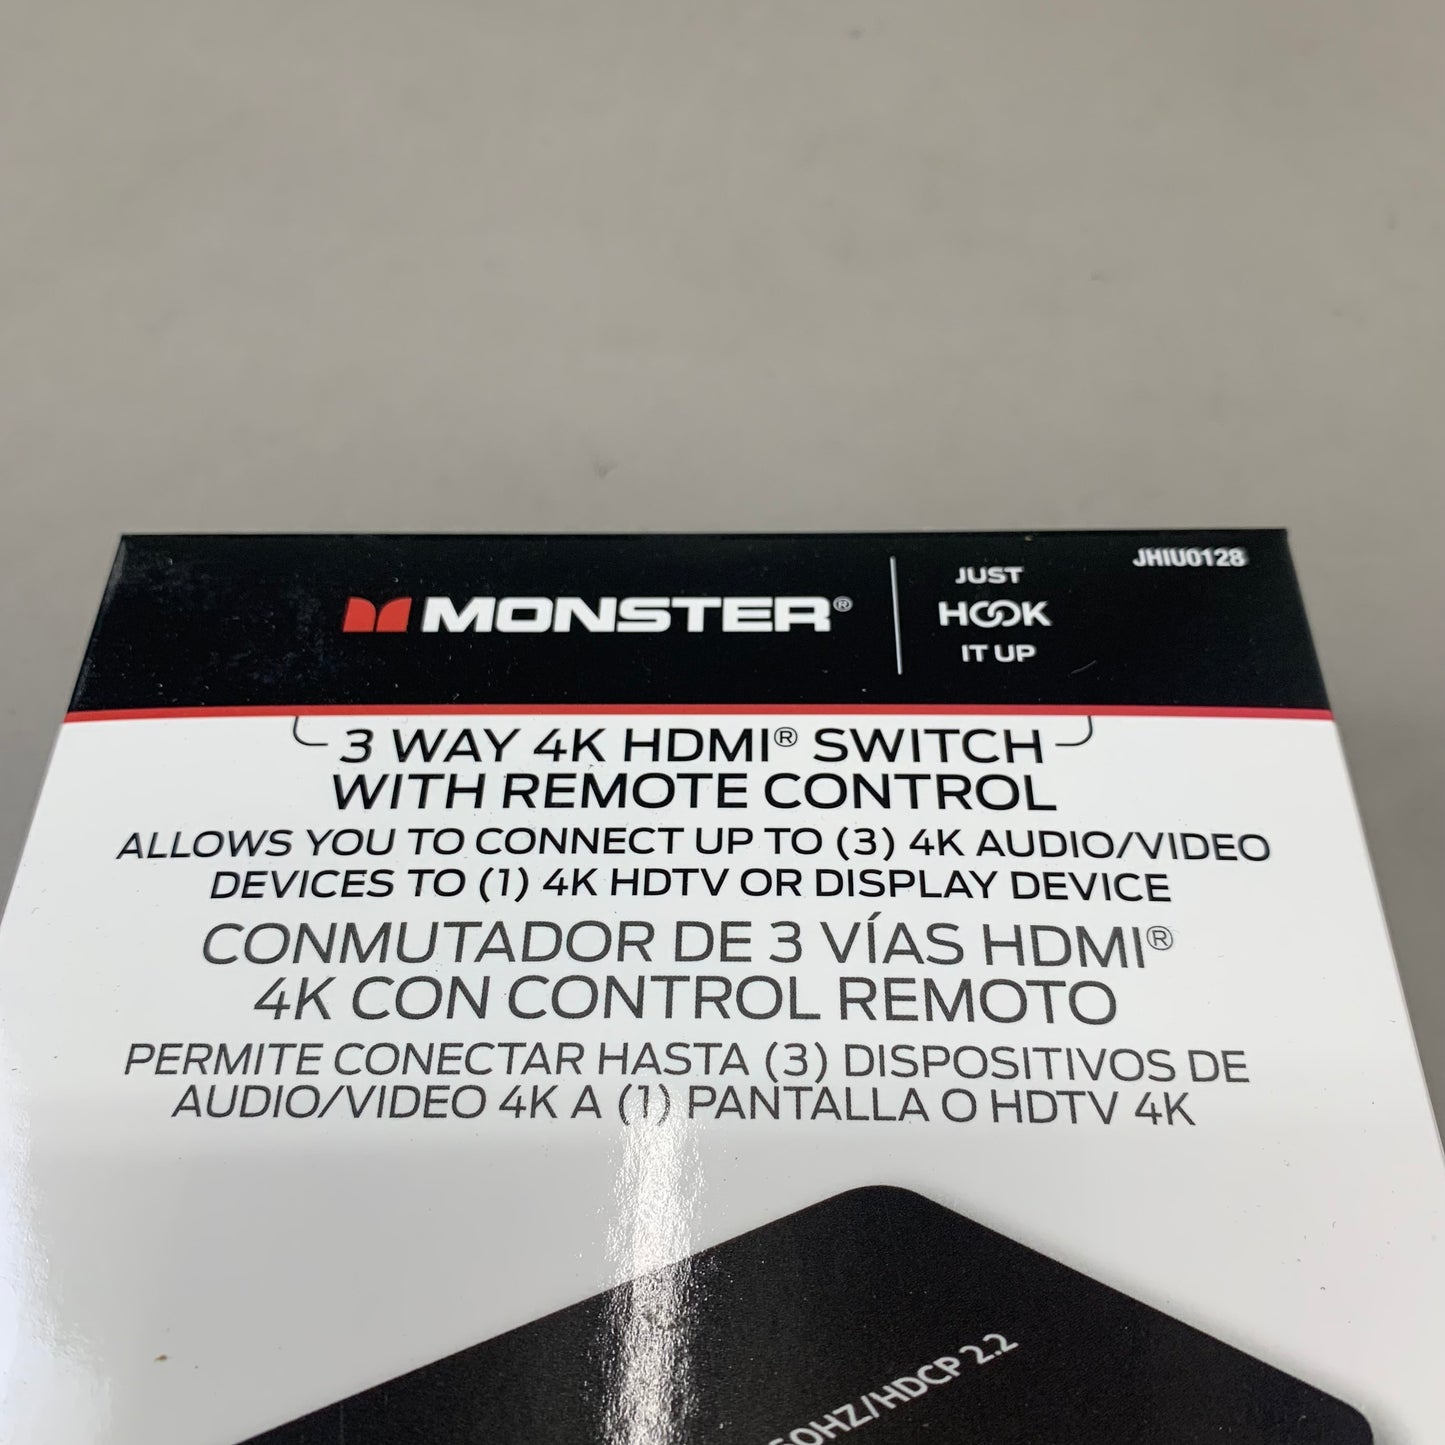 MONSTER®
JUST
HOOK
IT UP
JHIU0128
3 WAY 4K HDMI® SWITCH
WITH REMOTE CONTROL
ALLOWS YOU TO CONNECT UP TO (3) 4K AUDIO/VIDEO
DEVICES TO (1) 4K HDTV OR DISPLAY DEVICE
CONMUTADOR DE 3 VÍAS HDMI®
4K CON CONTROL REMOTO
PERMITE CONECTAR HASTA (3) DISPOSITIVOS DE
AUDIO/VIDEO 4K A (1) PANTALLA O HDTV 4K
60HZ/HDCP 2.2